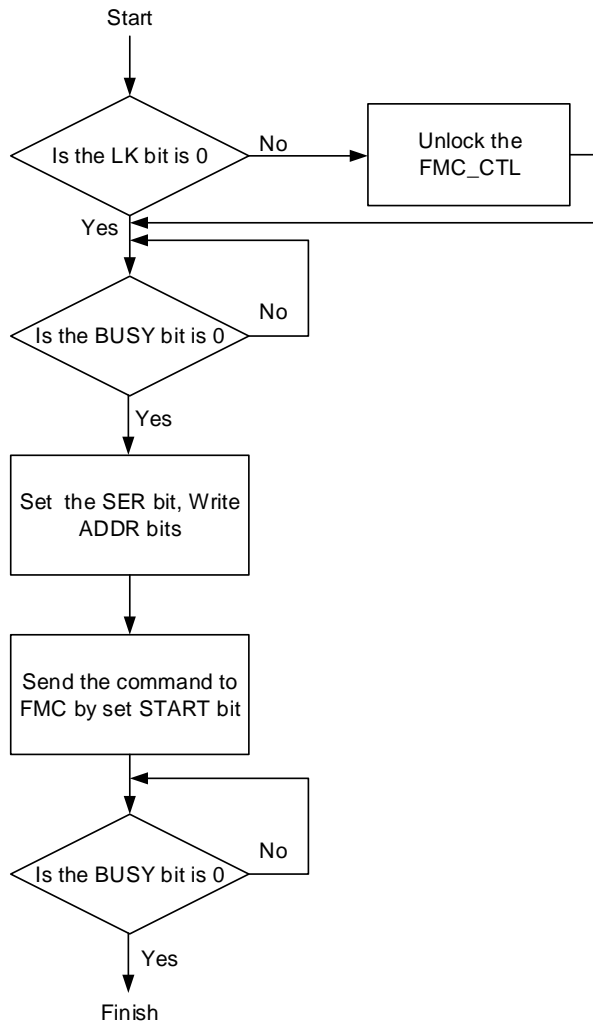 Start
Is the LK bit is 0
No
Unlock the
FMC_CTL
Yes
Is the BUSY bit is 0
No
Yes
Set the SER bit, Write
ADDR bits
Send the command to
FMC by set START bit
Is the BUSY bit is 0
No
Yes
Finish